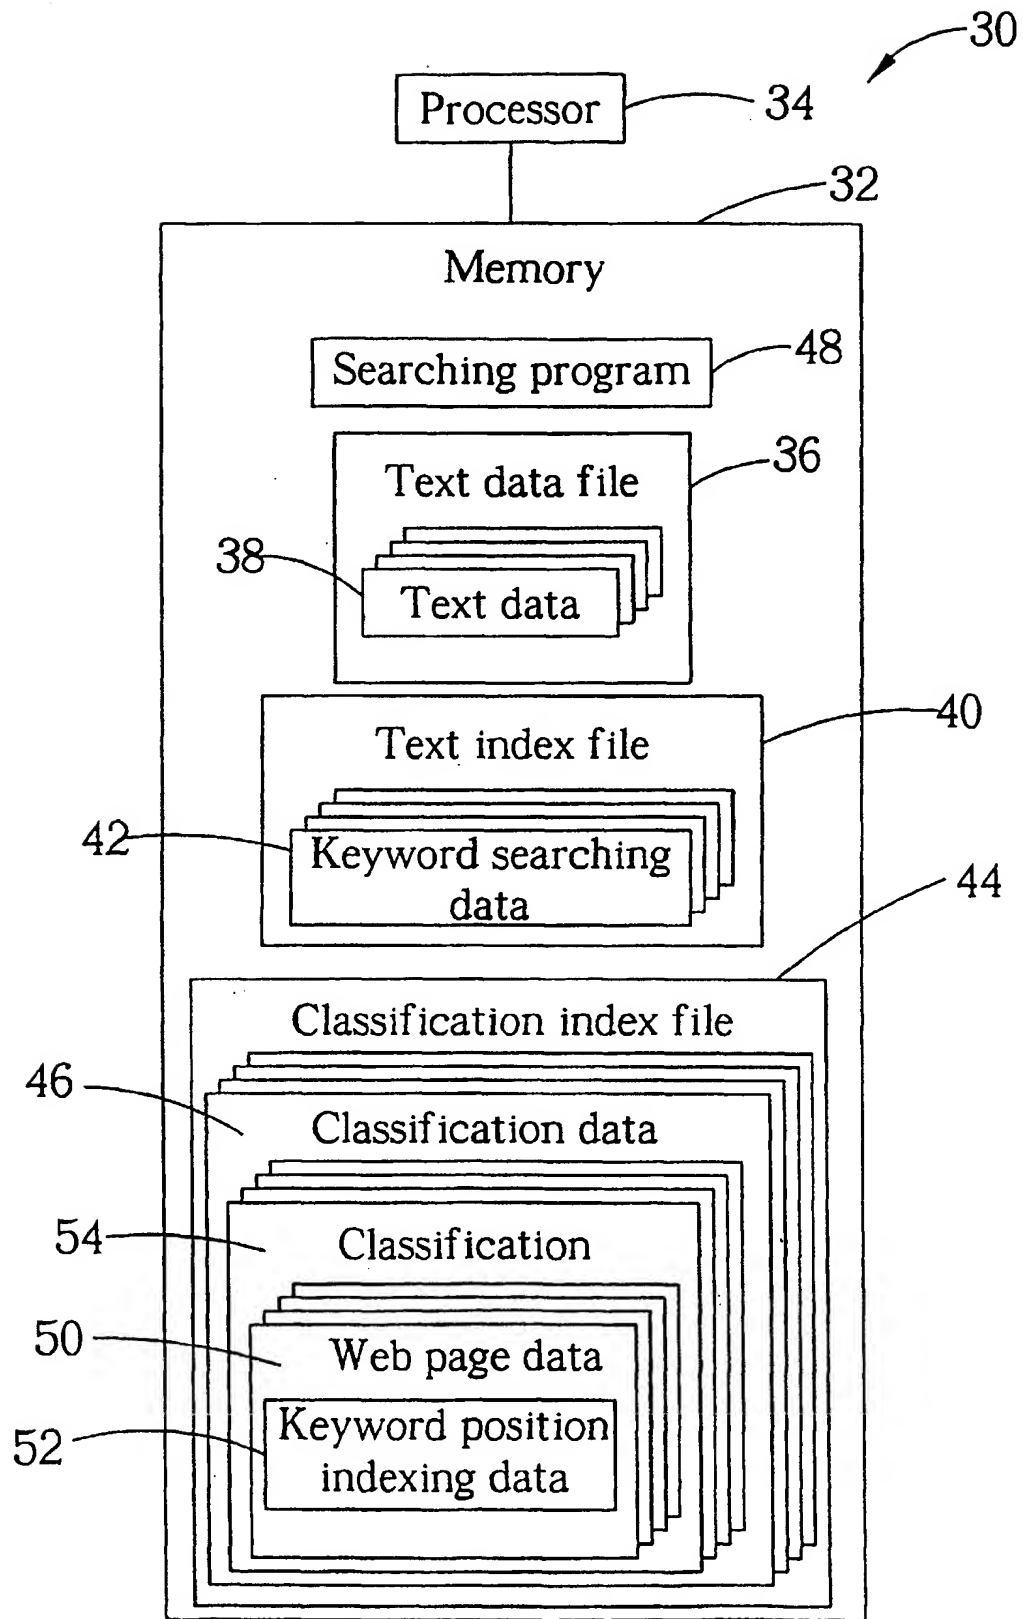 30
Processor
34
32
Memory
Searching program
48
36
Text data file
38
Text data
40
Text index file
42
Keyword searching
data
44
Classification index file
46
Classification data
54
Classification
50
Web page data
52
Keyword position
indexing data